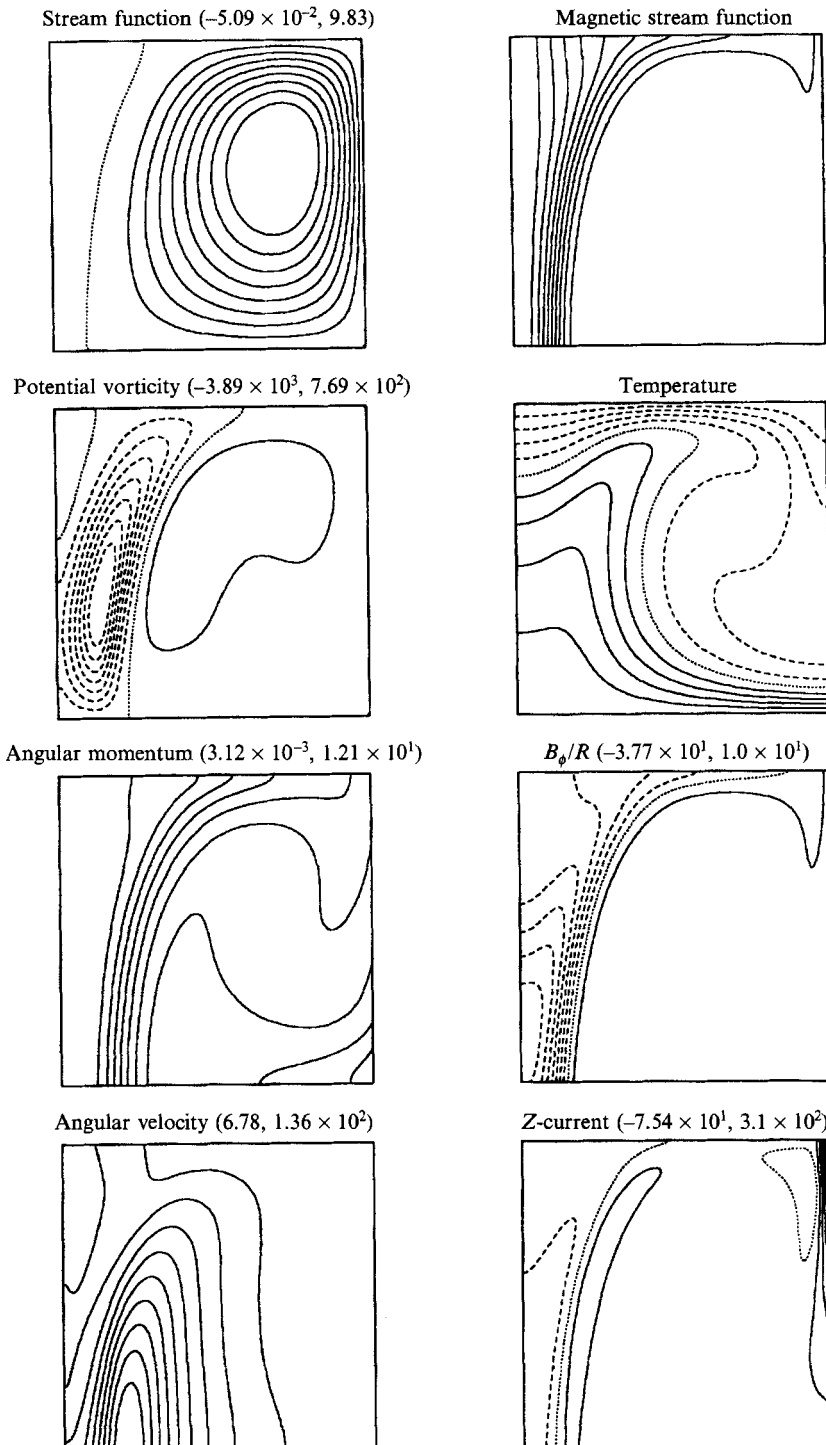 Stream function (–5.09 × 10⁻², 9.83)
Magnetic stream function
Potential vorticity (–3.89 × 10³, 7.69 × 10²)
Temperature
Angular momentum (3.12 × 10⁻³, 1.21 × 10¹)
B_ϕ/R (–3.77 × 10¹, 1.0 × 10¹)
Angular velocity (6.78, 1.36 × 10²)
Z-current (–7.54 × 10¹, 3.1 × 10²)